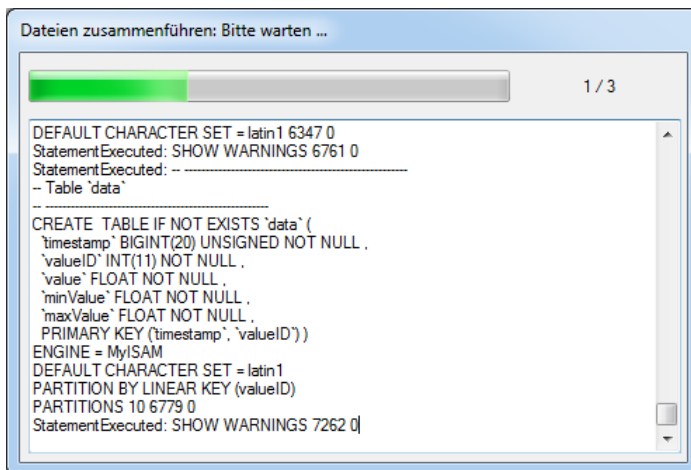 Dateien zusammenführen: Bitte warten ...
1 / 3
DEFAULT CHARACTER SET = latin1 6347 0
StatementExecuted: SHOW WARNINGS 6761 0
StatementExecuted: -- -----------------------------------------------------
-- Table `data`
-- -----------------------------------------------------
CREATE  TABLE IF NOT EXISTS `data` (
  `timestamp` BIGINT(20) UNSIGNED NOT NULL ,
  `valueID` INT(11) NOT NULL ,
  `value` FLOAT NOT NULL ,
  `minValue` FLOAT NOT NULL ,
  `maxValue` FLOAT NOT NULL ,
  PRIMARY KEY (`timestamp`, `valueID`) )
ENGINE = MyISAM
DEFAULT CHARACTER SET = latin1
PARTITION BY LINEAR KEY (valueID)
PARTITIONS 10 6779 0
StatementExecuted: SHOW WARNINGS 7262 0